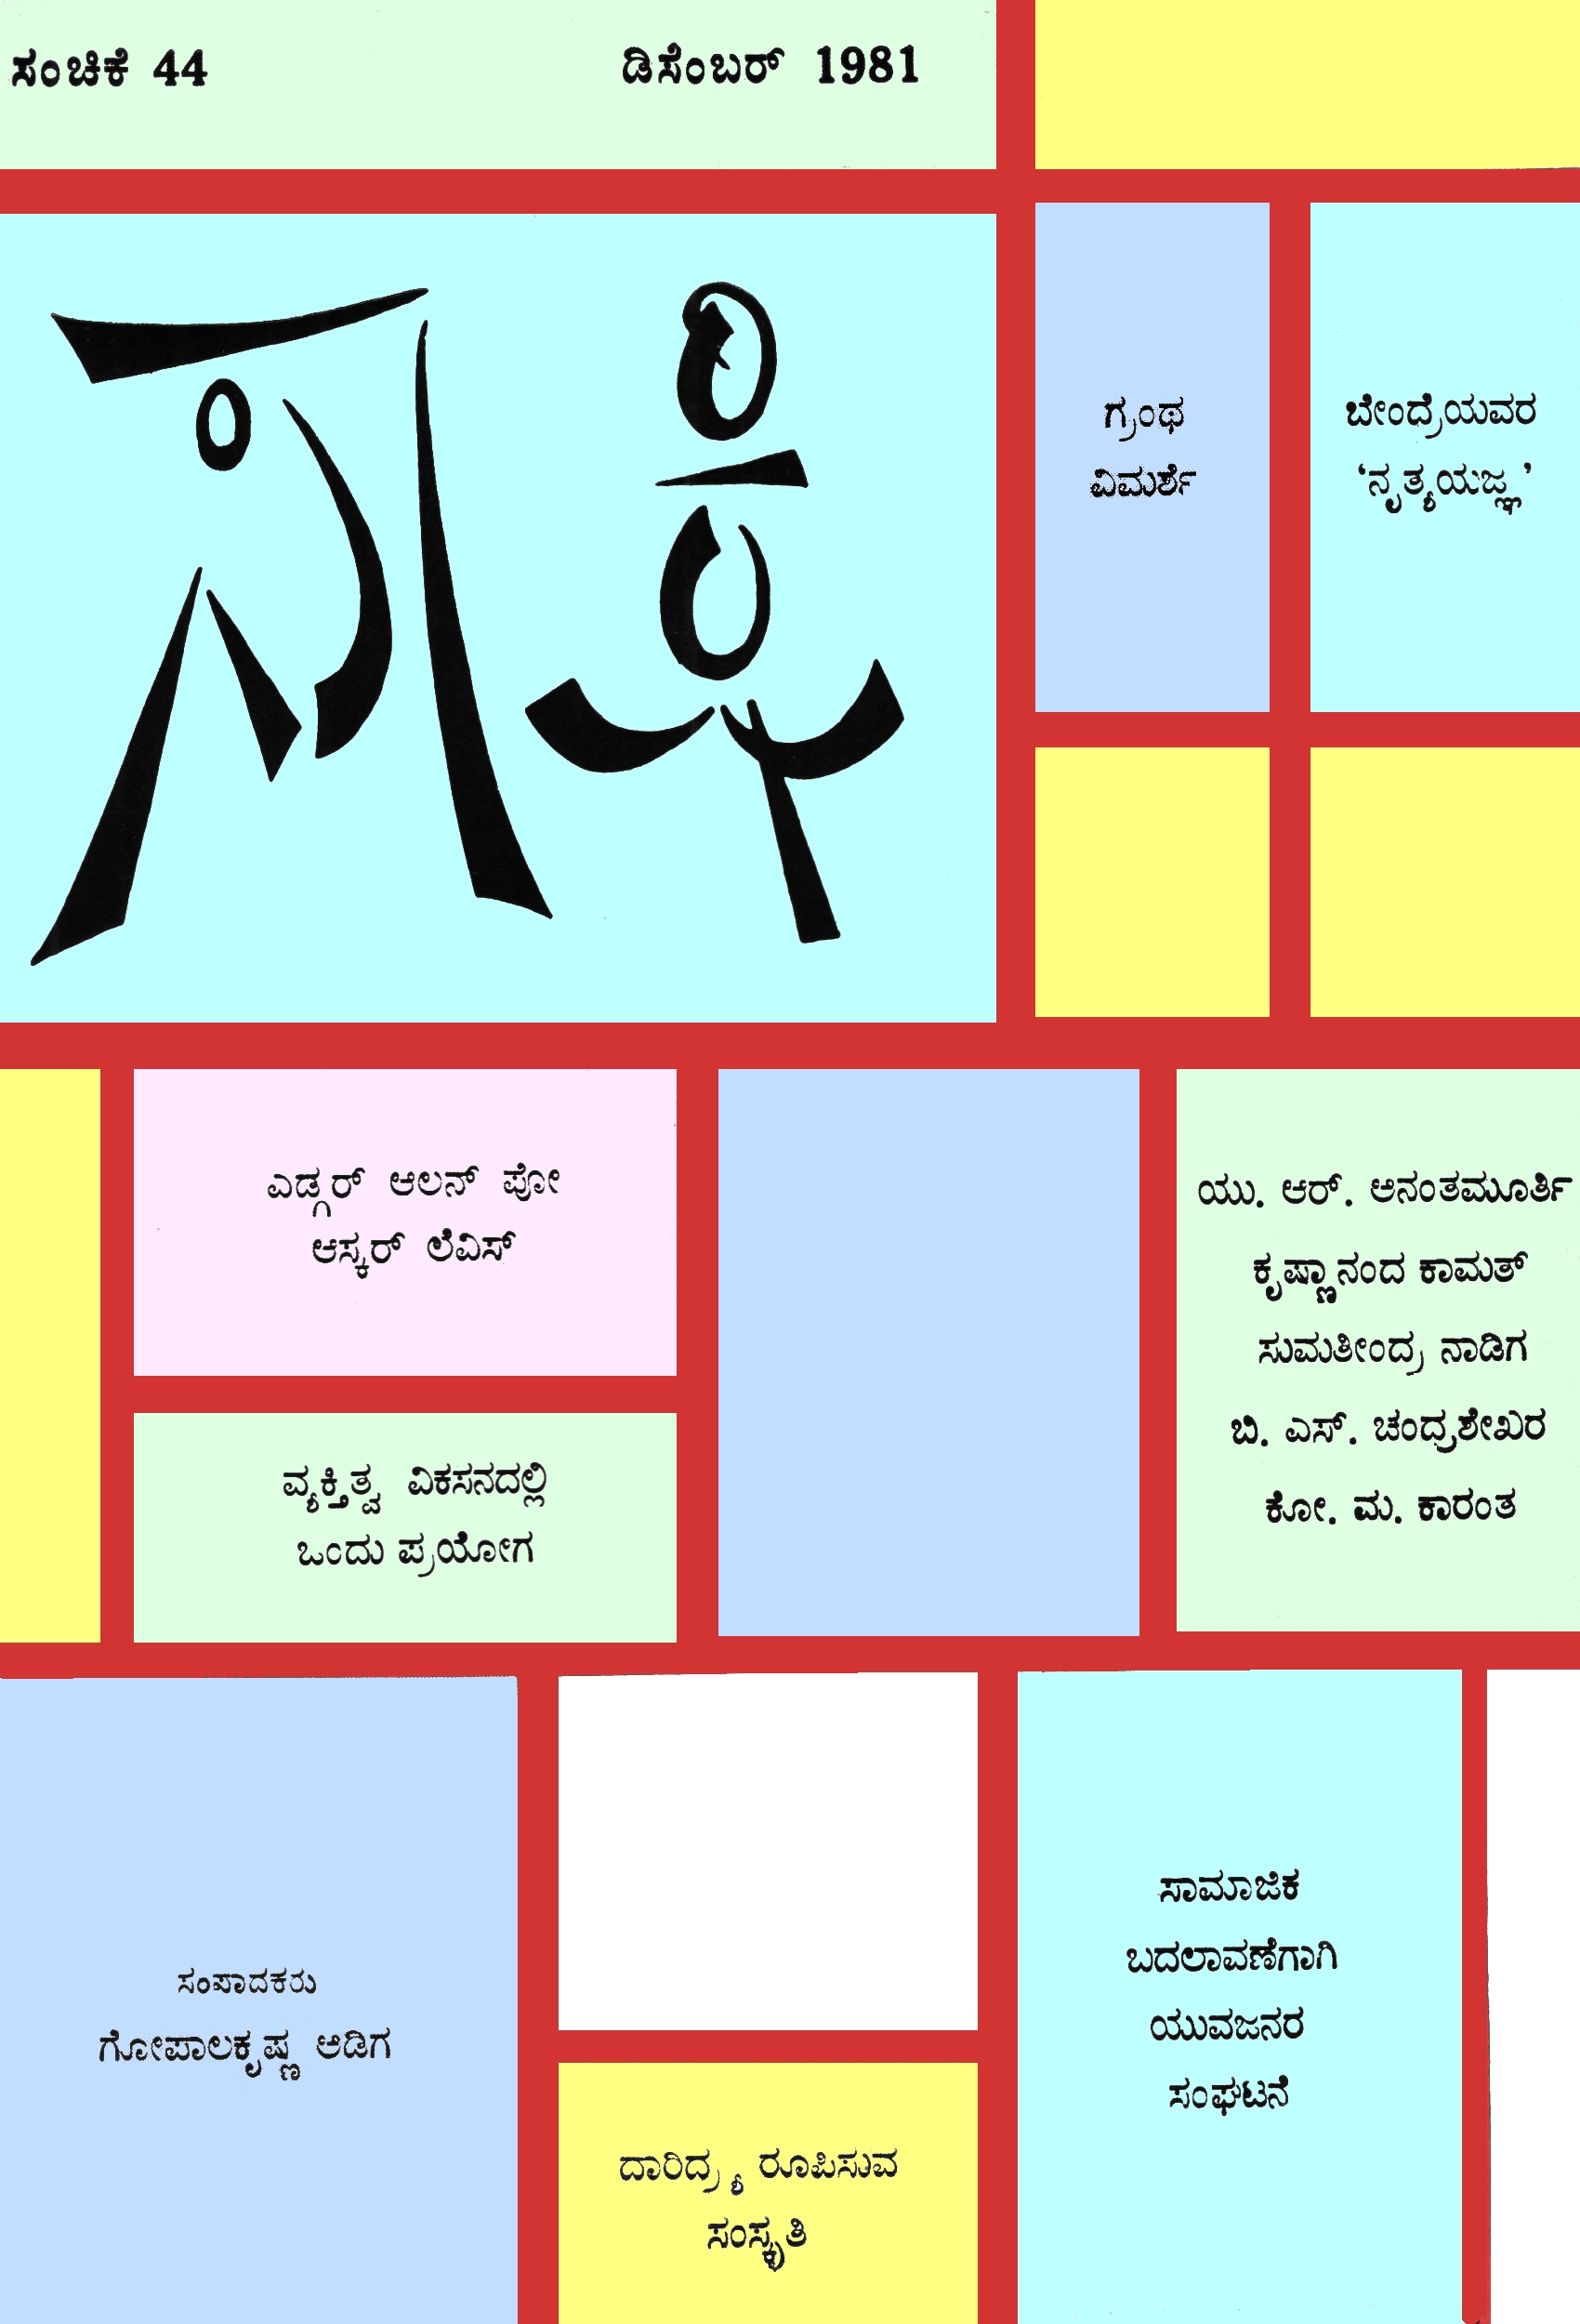 ಸಂಚಿಕೆ 44
ಡಿಸೆಂಬರ್ 1981
ಸಾಕ್ಷಿ
ಗ್ರಂಥ
ವಿಮರ್ಶೆ
ಬೇಂದ್ರೆಯವರ
‘ನೃತ್ಯಯಜ್ಞ’
ಎಡ್ಗರ್ ಆಲನ್ ಪೋ
ಆಸ್ಕರ್ ಲೆವಿಸ್
ವ್ಯಕ್ತಿತ್ವ ವಿಕಸನದಲ್ಲಿ
ಒಂದು ಪ್ರಯೋಗ
ಯು. ಆರ್. ಅನಂತಮೂರ್ತಿ
ಕೃಷ್ಣಾನಂದ ಕಾಮತ್
ಸುಮತೀಂದ್ರ ನಾಡಿಗ
ಬಿ. ಎಸ್. ಚಂದ್ರಶೇಖರ
ಕೋ. ಮ. ಕಾರಂತ
ಸಂಪಾದಕರು
ಗೋಪಾಲಕೃಷ್ಣ ಅಡಿಗ
ದಾರಿದ್ರ್ಯ ರೂಪಿಸುವ
ಸಂಸ್ಕೃತಿ
ಸಾಮಾಜಿಕ
ಬದಲಾವಣೆಗಾಗಿ
ಯುವಜನರ
ಸಂಘಟನೆ